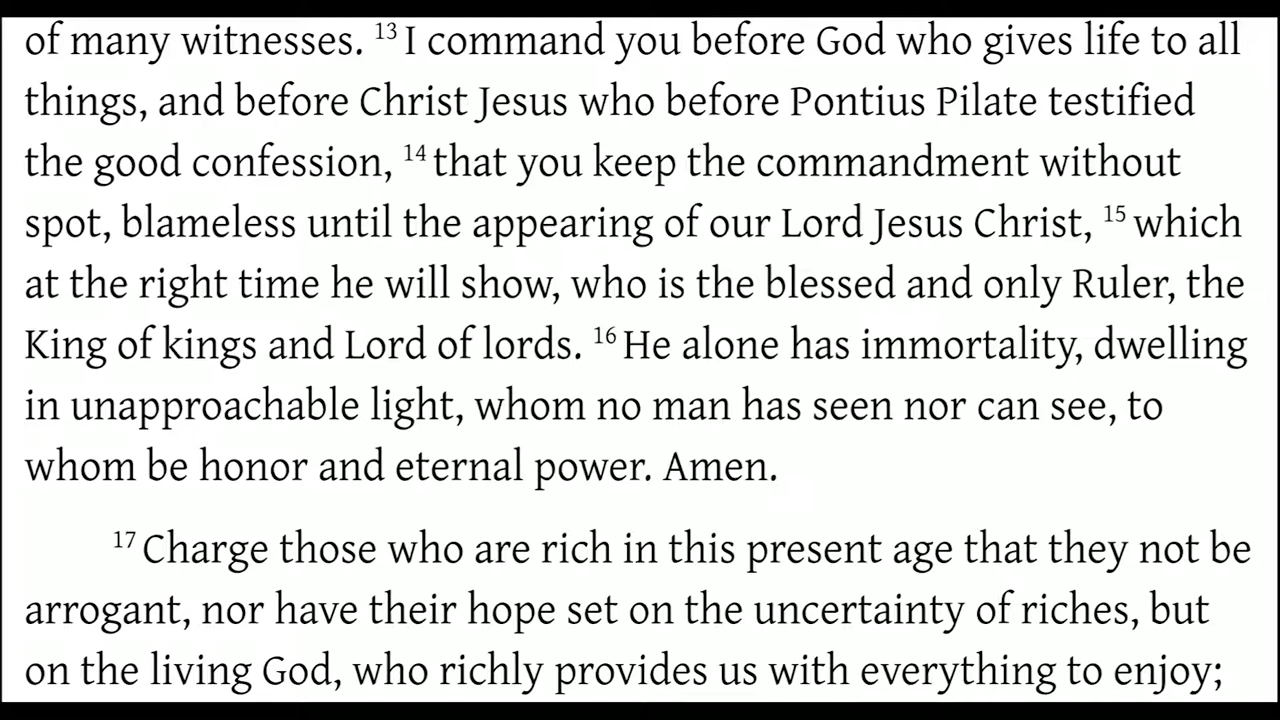 of many witnesses. 13 I command you before God who gives life to all
things, and before Christ Jesus who before Pontius Pilate testified
the good confession, 14 that you keep the commandment without
spot, blameless until the appearing of our Lord Jesus Christ, 15 which
at the right time he will show, who is the blessed and only Ruler, the
King of kings and Lord of lords. 16 He alone has immortality, dwelling
in unapproachable light, whom no man has seen nor can see, to
whom be honor and eternal power. Amen.
17 Charge those who are rich in this present age that they not be
arrogant, nor have their hope set on the uncertainty of riches, but
on the living God, who richly provides us with everything to enjoy;